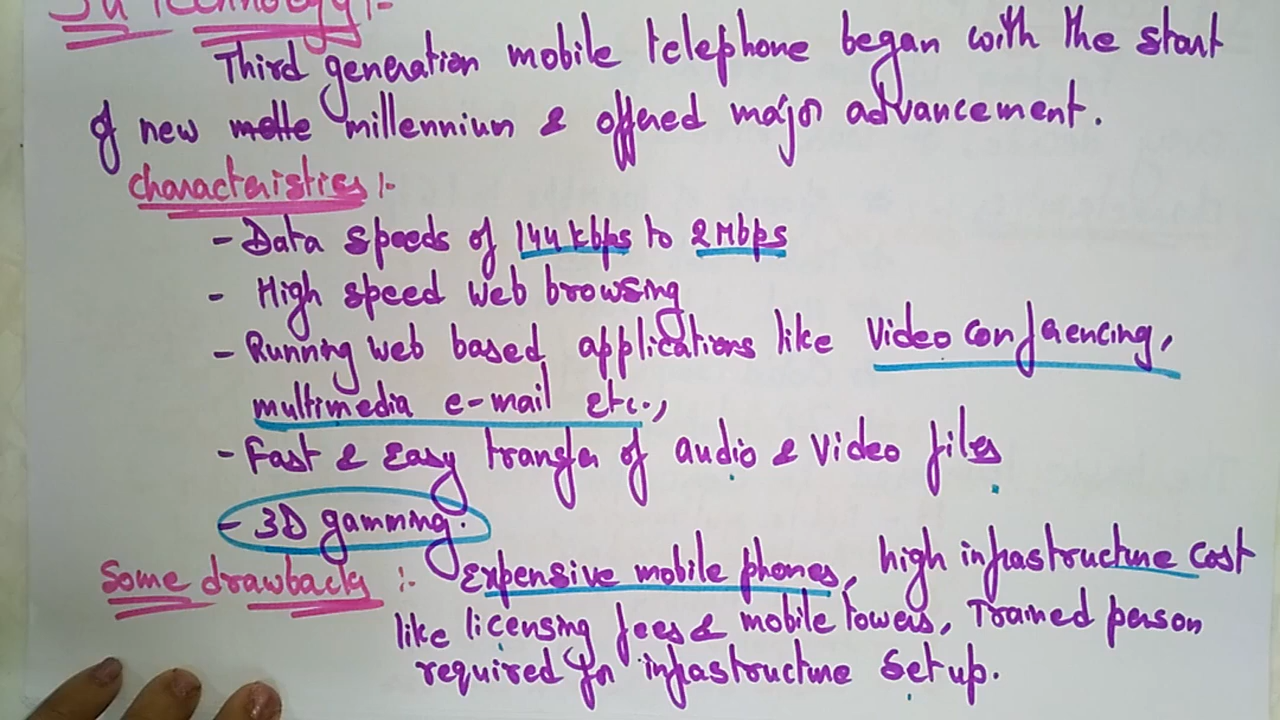 3G Technology :-
Third generation mobile telephone began with the start
of new millennium & offered major advancement.
characteristics :-
- Data speeds of 144 kbps to 2 Mbps
- High speed web browsing
- Running web based applications like Video conferencing,
multimedia e-mail etc.,
- Fast & Easy transfer of audio & Video files
- 3D gamming.
Some drawbacks :- Expensive mobile phones, high infrastructure cost
like licensing fees & mobile towers, Trained person
required for infrastructure set up.